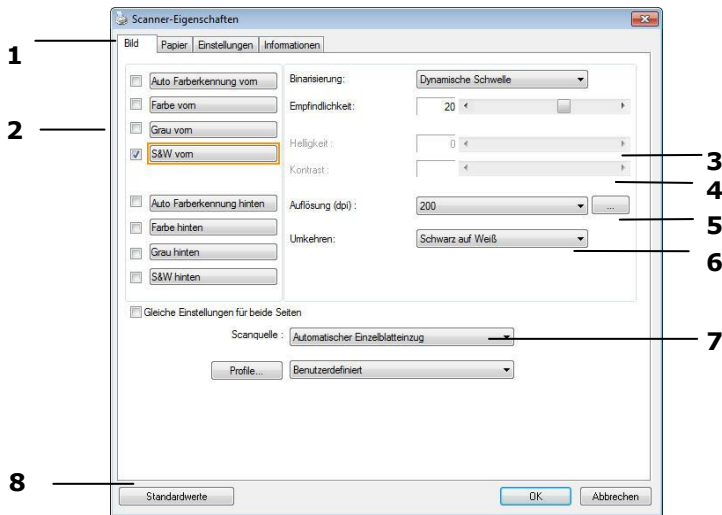 Scanner-Eigenschaften
Bild Papier Einstellungen Informationen
1
Auto Farberkennung vorn Binarisierung: Dynamische Schwelle
Farbe vorn Empfindlichkeit: 20
Grau vorn
2
Helligkeit : 0
S&W vorn
3
Kontrast :
4
Auto Farberkennung hinten Auflösung (dpi) : 200 ...
5
Farbe hinten
Umkehren: Schwarz auf Weiß
Grau hinten
6
S&W hinten
Gleiche Einstellungen für beide Seiten
Scanquelle : Automatischer Einzelblatteinzug
7
Profile... Benutzerdefiniert
8
Standardwerte OK Abbrechen